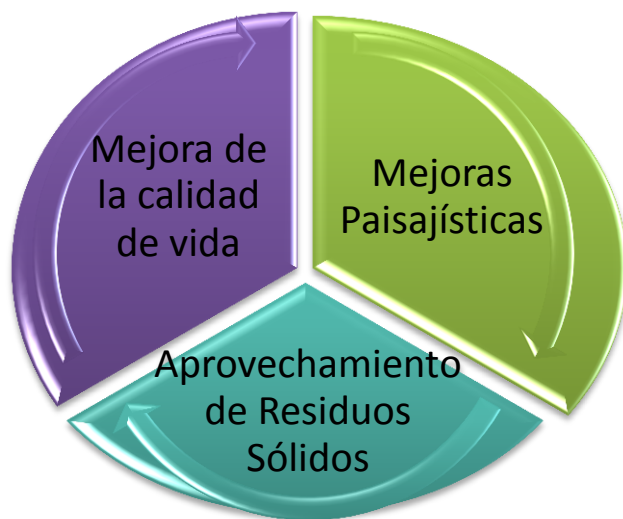 Mejora de
la calidad
de vida
Mejoras
Paisajísticas
Aprovechamiento
de Residuos
Sólidos